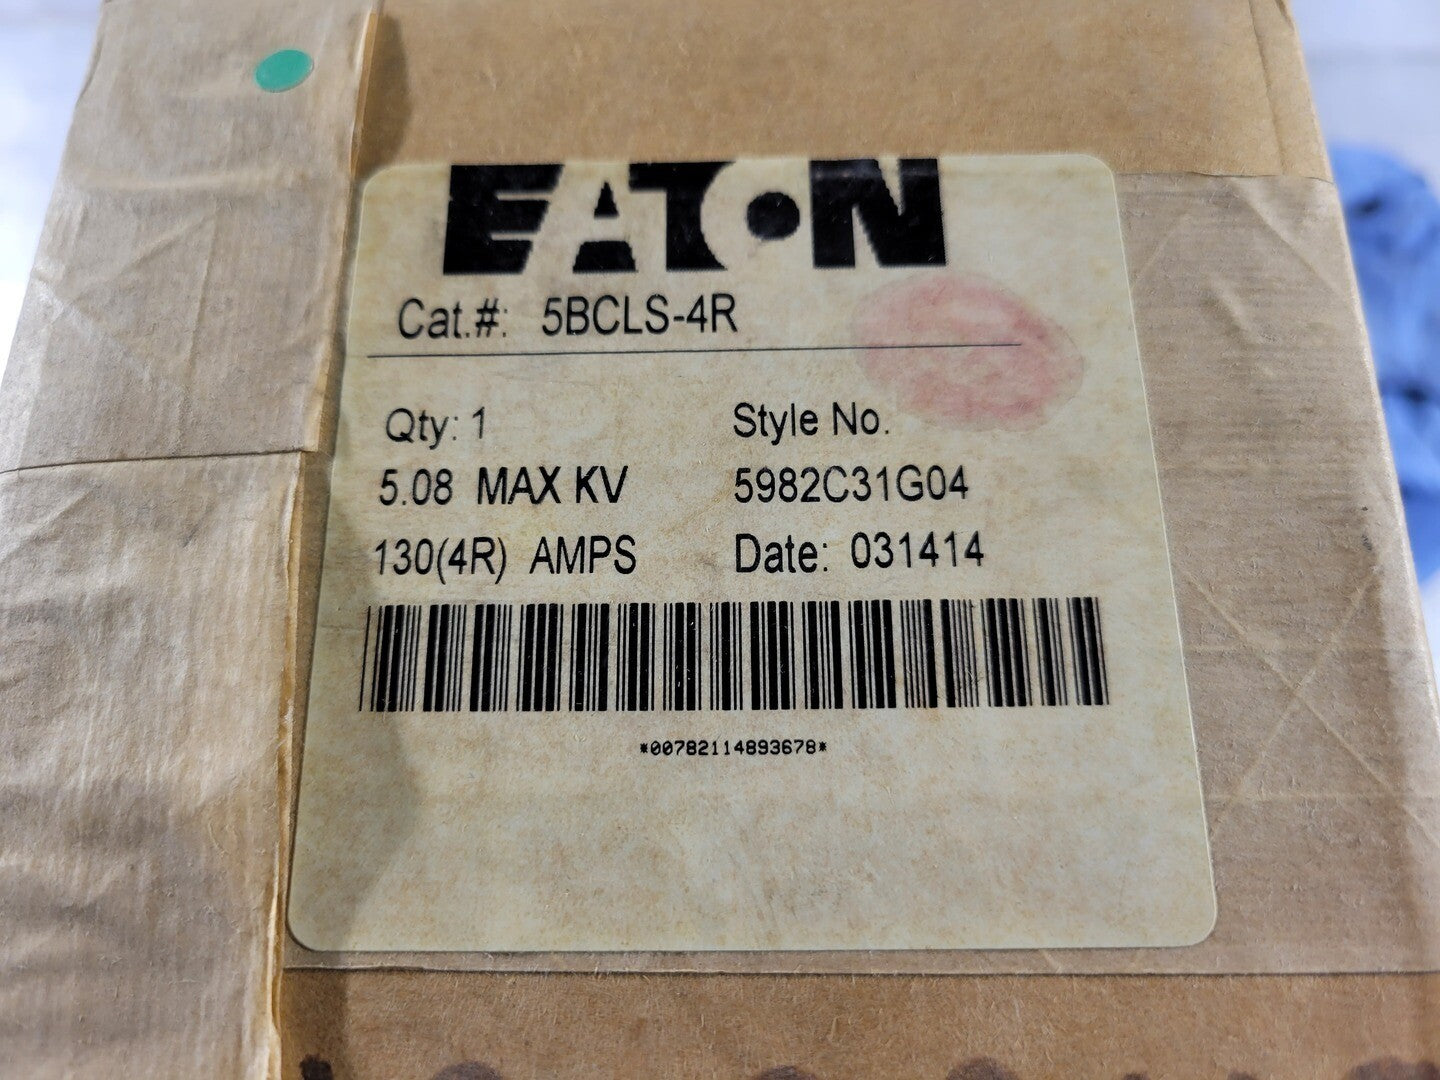 EATON
Cat.#: 5BCLS-4R
Qty: 1 Style No.
5.08 MAX KV 5982C31G04
130(4R) AMPS Date: 031414
*00782114893678*